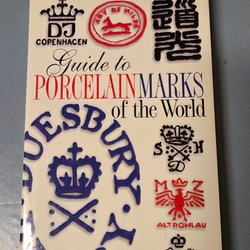 DJ
COPENHAGEN
Guide to
PORCELAIN MARKS
of the World
DUESBURY
S H
D
M Z
ALTROHLAU